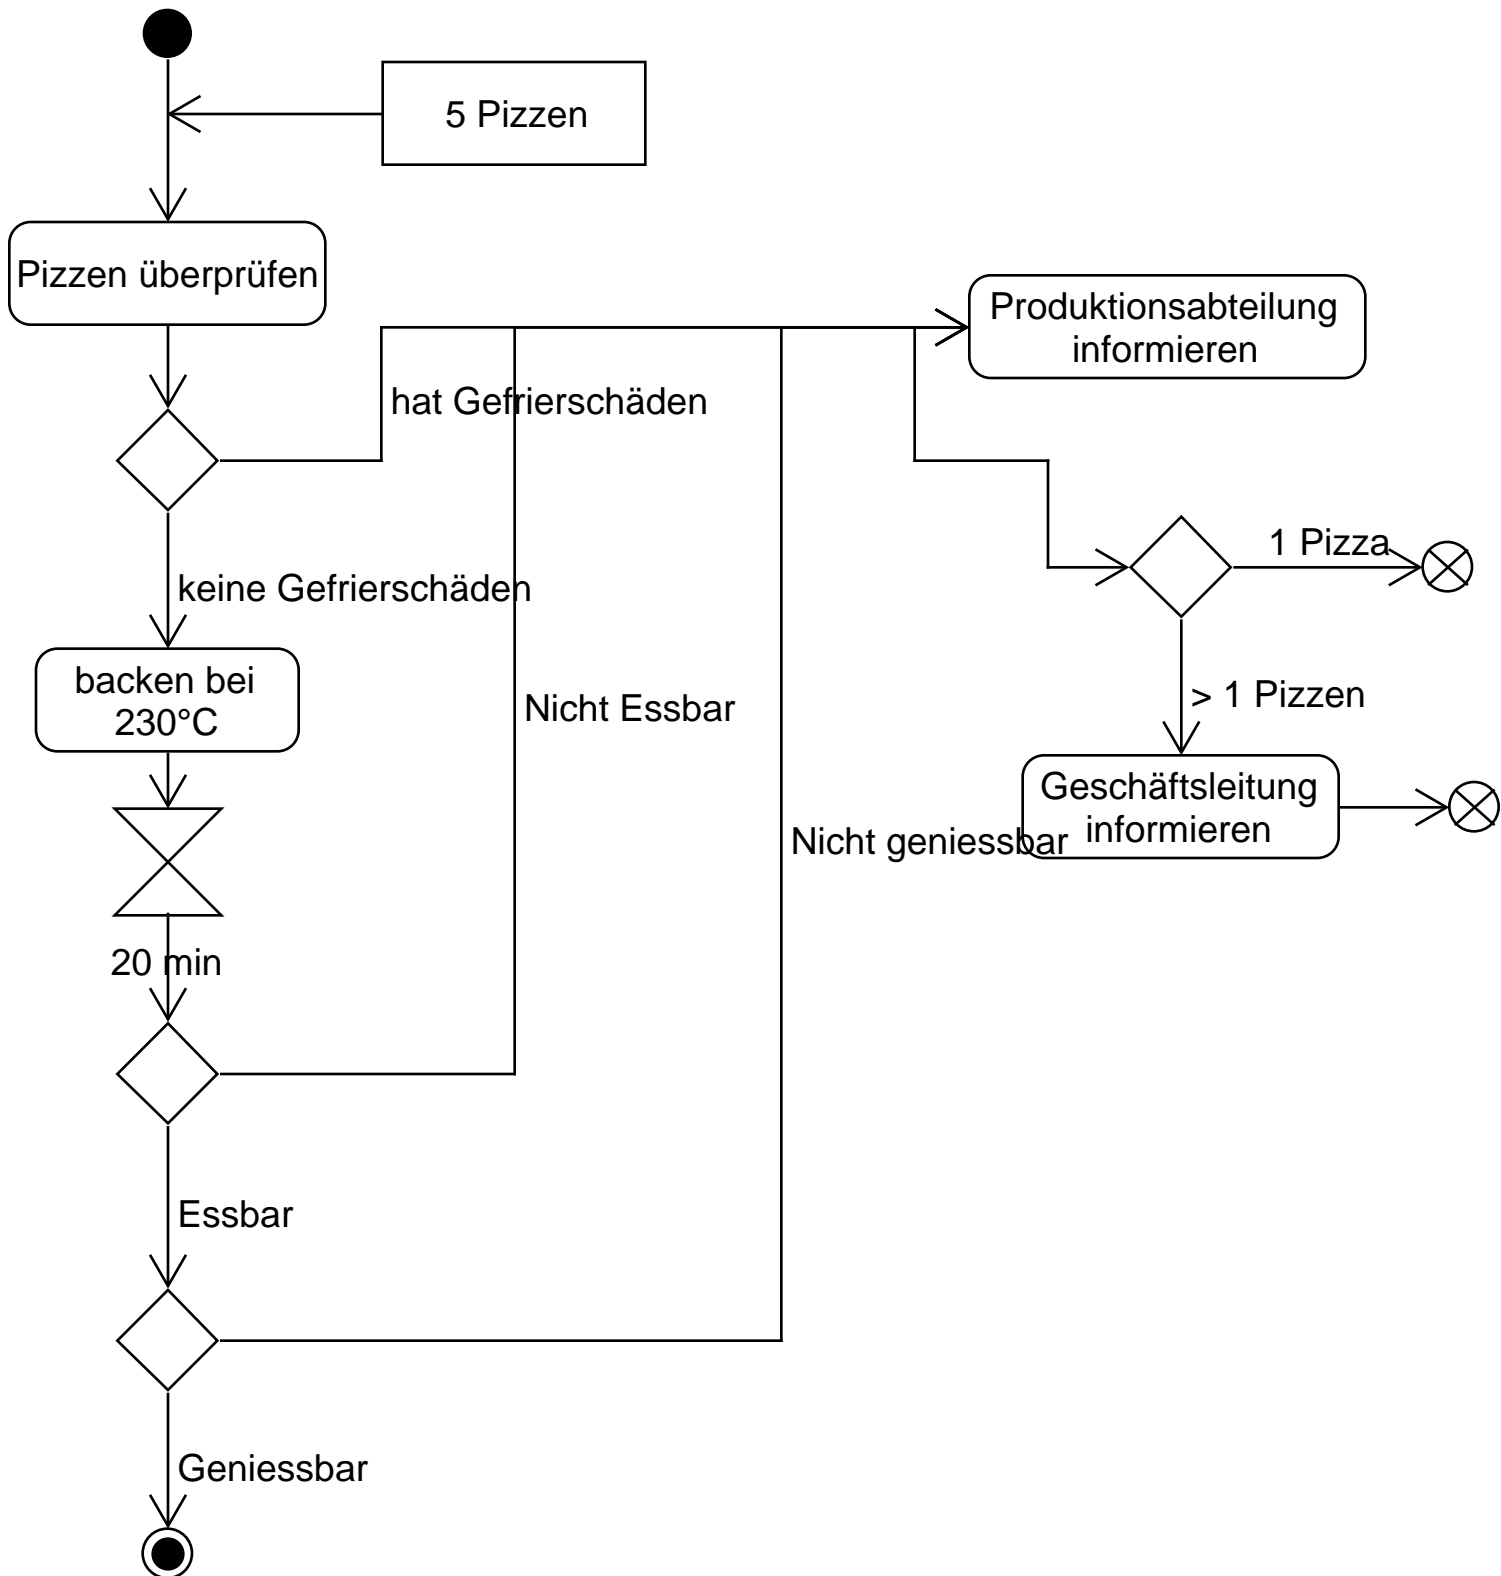 5 Pizzen
Pizzen überprüfen
Produktionsabteilung
informieren
hat Gefrierschäden
1 Pizza
keine Gefrierschäden
backen bei
230°C
Nicht Essbar
> 1 Pizzen
Geschäftsleitung
informieren
Nicht geniessbar
20 min
Essbar
Geniessbar